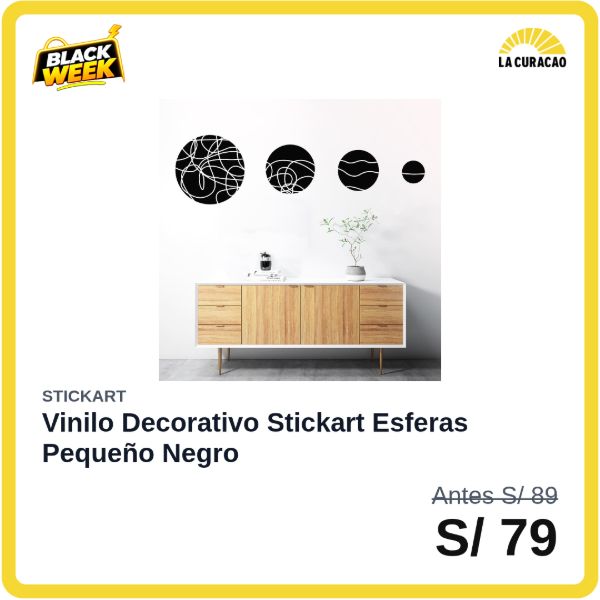 BLACK
WEEK
LA CURACAO
STICKART
Vinilo Decorativo Stickart Esferas
Pequeño Negro
Antes S/ 89
S/ 79